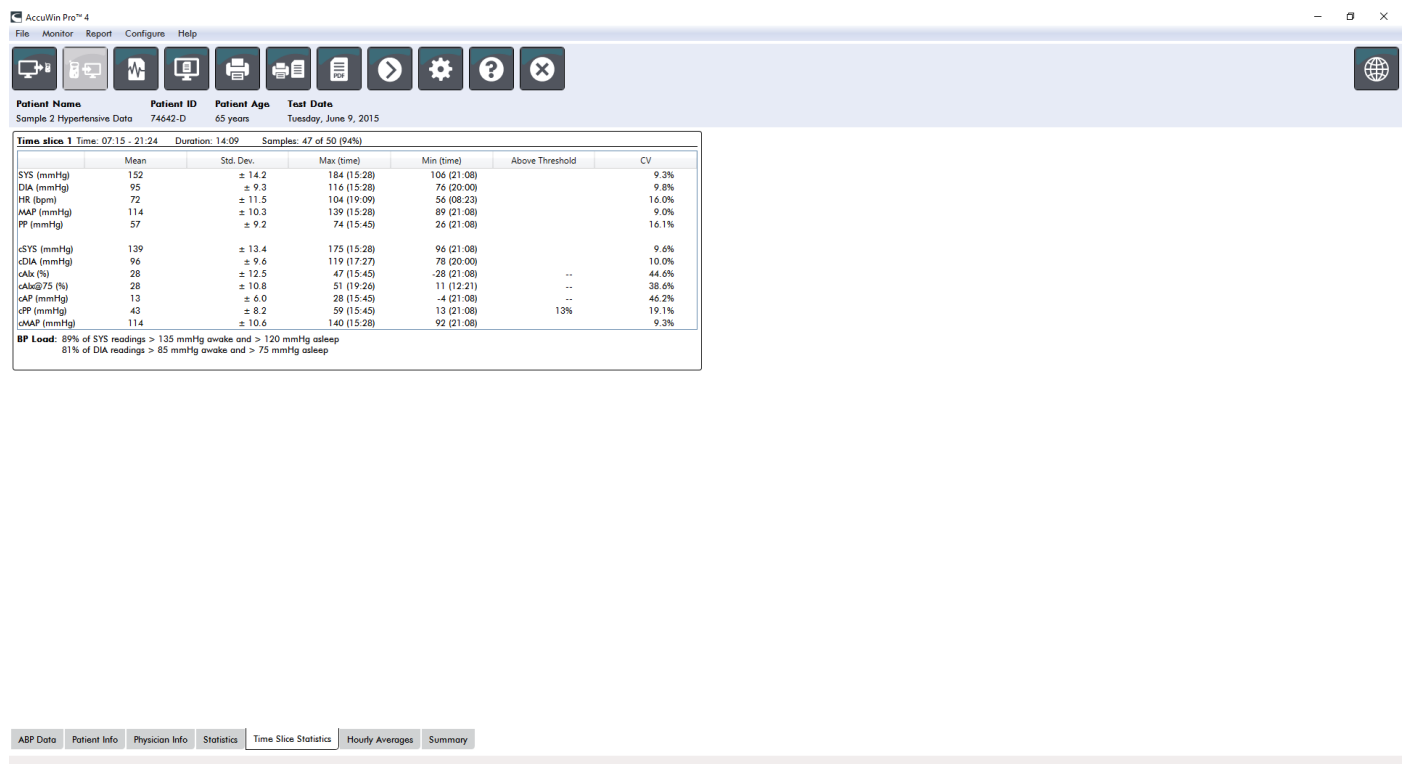 AccuWin Pro™ 4
File Monitor Report Configure Help
PDF
Patient Name Patient ID Patient Age Test Date
Sample 2 Hypertensive Data 74642-D 65 years Tuesday, June 9, 2015
Time slice 1 Time: 07:15 - 21:24 Duration: 14:09 Samples: 47 of 50 (94%)
Mean Std. Dev. Max (time) Min (time) Above Threshold CV
SYS (mmHg) 152 ± 14.2 184 (15:28) 106 (21:08) 9.3%
DIA (mmHg) 95 ± 9.3 116 (15:28) 76 (20:00) 9.8%
HR (bpm) 72 ± 11.5 104 (19:09) 56 (08:23) 16.0%
MAP (mmHg) 114 ± 10.3 139 (15:28) 89 (21:08) 9.0%
PP (mmHg) 57 ± 9.2 74 (15:45) 26 (21:08) 16.1%
cSYS (mmHg) 139 ± 13.4 175 (15:28) 96 (21:08) 9.6%
cDIA (mmHg) 96 ± 9.6 119 (17:27) 78 (20:00) 10.0%
cAIx (%) 28 ± 12.5 47 (15:45) -28 (21:08) -- 44.6%
cAIx@75 (%) 28 ± 10.8 51 (19:26) 11 (12:21) -- 38.6%
cAP (mmHg) 13 ± 6.0 28 (15:45) -4 (21:08) -- 46.2%
cPP (mmHg) 43 ± 8.2 59 (15:45) 13 (21:08) 13% 19.1%
cMAP (mmHg) 114 ± 10.6 140 (15:28) 92 (21:08) 9.3%
BP Load: 89% of SYS readings > 135 mmHg awake and > 120 mmHg asleep
81% of DIA readings > 85 mmHg awake and > 75 mmHg asleep
ABP Data Patient Info Physician Info Statistics Time Slice Statistics Hourly Averages Summary